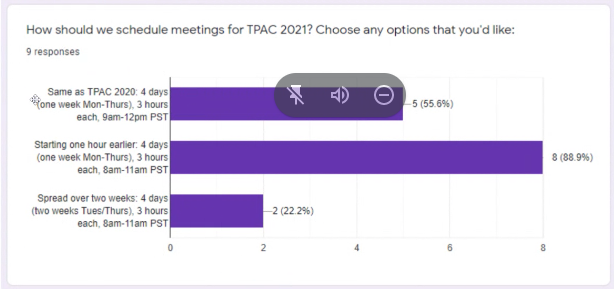 How should we schedule meetings for TPAC 2021? Choose any options that you'd like:
9 responses
Same as TPAC 2020: 4 days
(one week Mon-Thurs), 3 hours
each, 9am-12pm PST
5 (55.6%)
Starting one hour earlier: 4 days
(one week Mon-Thurs), 3 hours
each, 8am-11am PST
8 (88.9%)
Spread over two weeks: 4 days
(two weeks Tues/Thurs), 3 hours
each, 8am-11am PST
2 (22.2%)
0 2 4 6 8